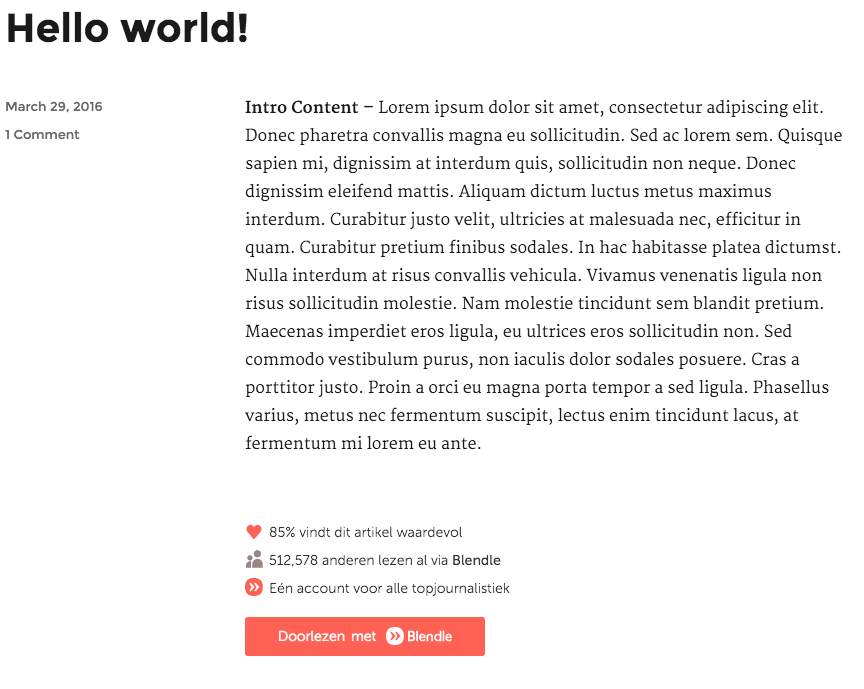 Hello world!
March 29, 2016
1 Comment
Intro Content – Lorem ipsum dolor sit amet, consectetur adipiscing elit.
Donec pharetra convallis magna eu sollicitudin. Sed ac lorem sem. Quisque
sapien mi, dignissim at interdum quis, sollicitudin non neque. Donec
dignissim eleifend mattis. Aliquam dictum luctus metus maximus
interdum. Curabitur justo velit, ultricies at malesuada nec, efficitur in
quam. Curabitur pretium finibus sodales. In hac habitasse platea dictumst.
Nulla interdum at risus convallis vehicula. Vivamus venenatis ligula non
risus sollicitudin molestie. Nam molestie tincidunt sem blandit pretium.
Maecenas imperdiet eros ligula, eu ultrices eros sollicitudin non. Sed
commodo vestibulum purus, non iaculis dolor sodales posuere. Cras a
porttitor justo. Proin a orci eu magna porta tempor a sed ligula. Phasellus
varius, metus nec fermentum suscipit, lectus enim tincidunt lacus, at
fermentum mi lorem eu ante.
85% vindt dit artikel waardevol
512,578 anderen lezen al via Blendle
Eén account voor alle topjournalistiek
Doorlezen met Blendle